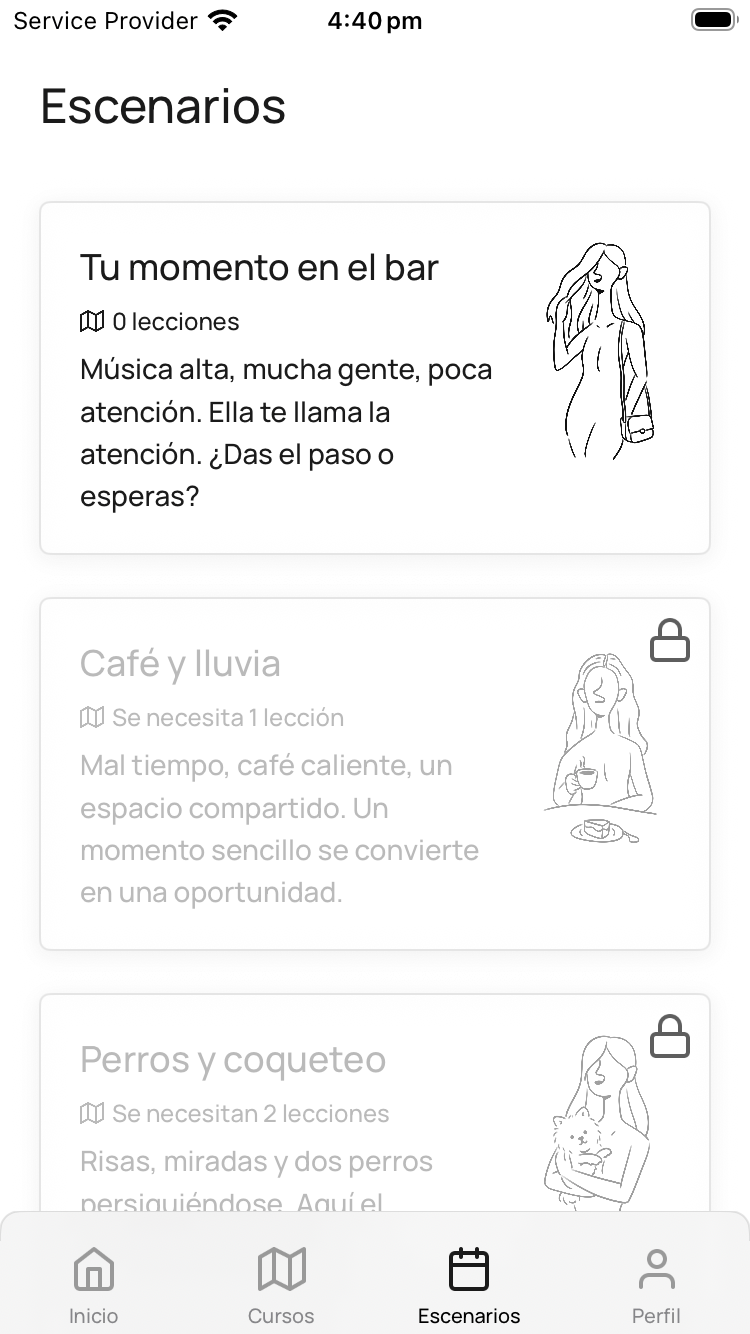 Service Provider 4:40 pm
Escenarios
Tu momento en el bar
0 lecciones
Música alta, mucha gente, poca
atención. Ella te llama la
atención. ¿Das el paso o
esperas?
Café y lluvia
Se necesita 1 lección
Mal tiempo, café caliente, un
espacio compartido. Un
momento sencillo se convierte
en una oportunidad.
Perros y coqueteo
Se necesitan 2 lecciones
Risas, miradas y dos perros
persiguiéndose. Aquí el
Inicio Cursos Escenarios Perfil